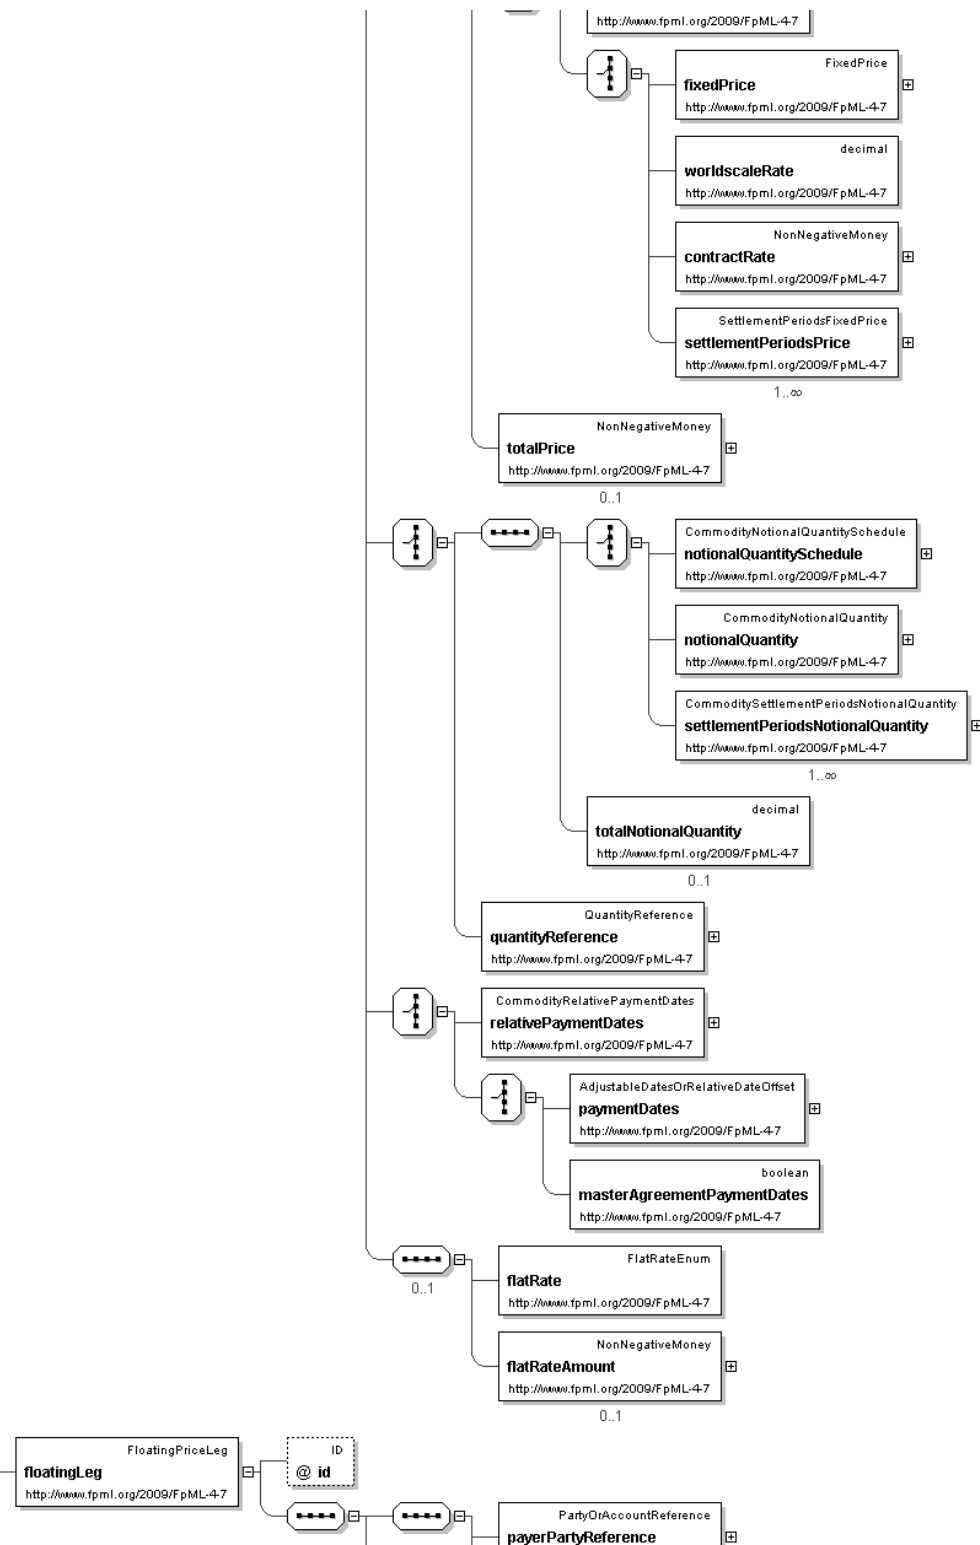 http://www.fpml.org/2009/FpML-4-7
FixedPrice
fixedPrice
http://www.fpml.org/2009/FpML-4-7
decimal
worldscaleRate
http://www.fpml.org/2009/FpML-4-7
NonNegativeMoney
contractRate
http://www.fpml.org/2009/FpML-4-7
SettlementPeriodsFixedPrice
settlementPeriodsPrice
http://www.fpml.org/2009/FpML-4-7
1..∞
NonNegativeMoney
totalPrice
http://www.fpml.org/2009/FpML-4-7
0..1
CommodityNotionalQuantitySchedule
notionalQuantitySchedule
http://www.fpml.org/2009/FpML-4-7
CommodityNotionalQuantity
notionalQuantity
http://www.fpml.org/2009/FpML-4-7
CommoditySettlementPeriodsNotionalQuantity
settlementPeriodsNotionalQuantity
http://www.fpml.org/2009/FpML-4-7
1..∞
decimal
totalNotionalQuantity
http://www.fpml.org/2009/FpML-4-7
0..1
QuantityReference
quantityReference
http://www.fpml.org/2009/FpML-4-7
CommodityRelativePaymentDates
relativePaymentDates
http://www.fpml.org/2009/FpML-4-7
AdjustableDatesOrRelativeDateOffset
paymentDates
http://www.fpml.org/2009/FpML-4-7
boolean
masterAgreementPaymentDates
http://www.fpml.org/2009/FpML-4-7
0..1
FlatRateEnum
flatRate
http://www.fpml.org/2009/FpML-4-7
NonNegativeMoney
flatRateAmount
http://www.fpml.org/2009/FpML-4-7
0..1
FloatingPriceLeg
floatingLeg
http://www.fpml.org/2009/FpML-4-7
ID
@ id
PartyOrAccountReference
payerPartyReference